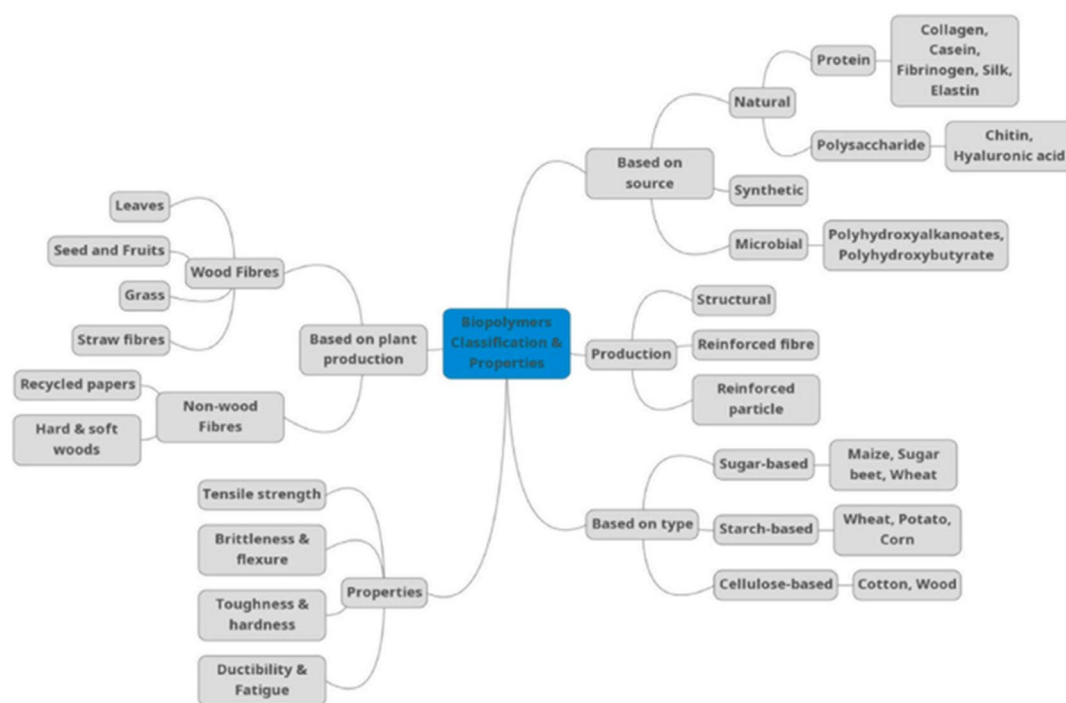 Biopolymers
Classification &
Properties
Based on
source
Natural
Protein
Collagen,
Casein,
Fibrinogen, Silk,
Elastin
Polysaccharide
Chitin,
Hyaluronic acid
Synthetic
Microbial
Polyhydroxyalkanoates,
Polyhydroxybutyrate
Production
Structural
Reinforced fibre
Reinforced
particle
Based on type
Sugar-based
Maize, Sugar
beet, Wheat
Starch-based
Wheat, Potato,
Corn
Cellulose-based
Cotton, Wood
Based on plant
production
Wood Fibres
Leaves
Seed and Fruits
Grass
Straw fibres
Non-wood
Fibres
Recycled papers
Hard & soft
woods
Properties
Tensile strength
Brittleness &
flexure
Toughness &
hardness
Ductibility &
Fatigue